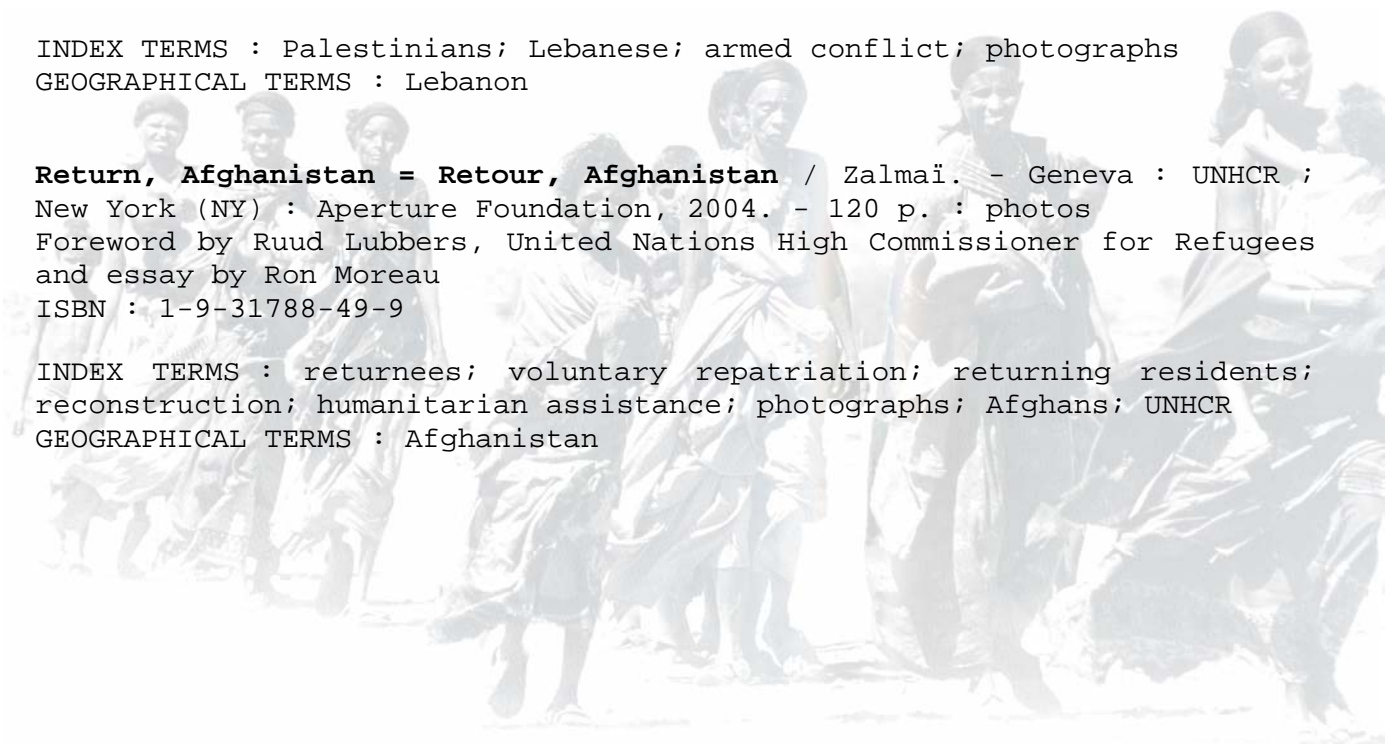 INDEX TERMS : Palestinians; Lebanese; armed conflict; photographs
GEOGRAPHICAL TERMS : Lebanon
Return, Afghanistan = Retour, Afghanistan / Zalmaï. - Geneva : UNHCR ;
New York (NY) : Aperture Foundation, 2004. - 120 p. : photos
Foreword by Ruud Lubbers, United Nations High Commissioner for Refugees
and essay by Ron Moreau
ISBN : 1-9-31788-49-9
INDEX TERMS : returnees; voluntary repatriation; returning residents;
reconstruction; humanitarian assistance; photographs; Afghans; UNHCR
GEOGRAPHICAL TERMS : Afghanistan